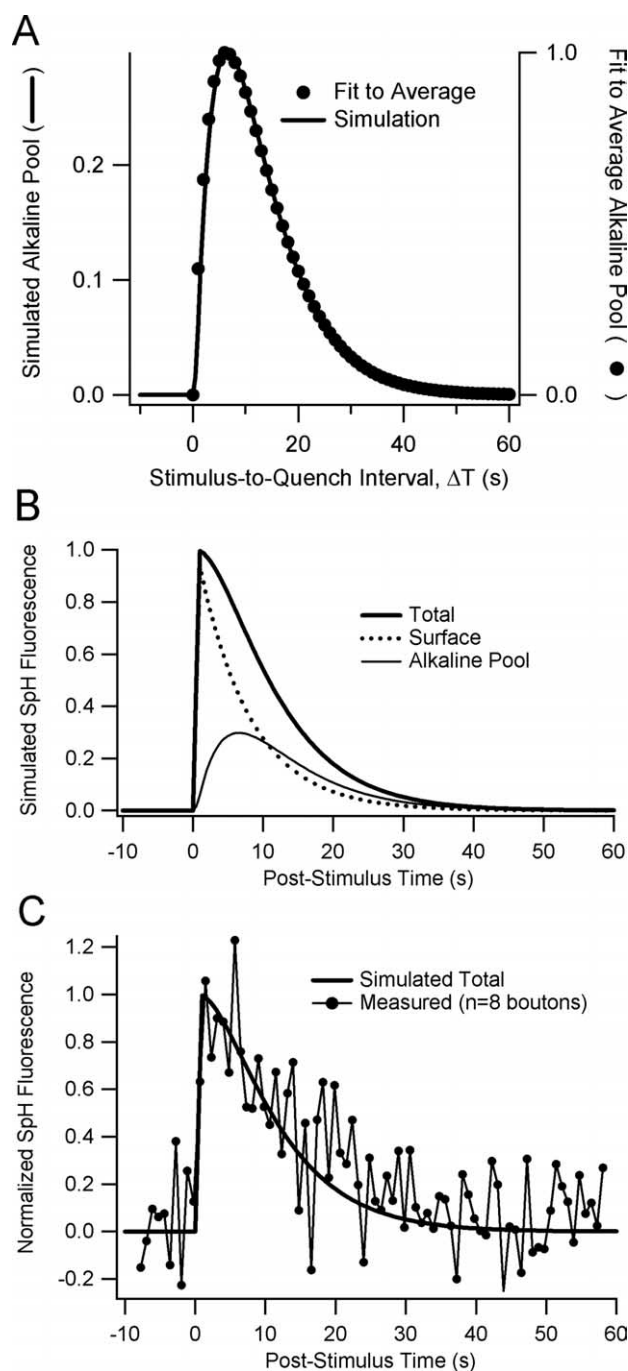 A
Simulated Alkaline Pool ( )
0.2
0.1
0.0
Fit to Average
Simulation
1.0
0.0
Fit to Average Alkaline Pool ( )
0 20 40 60
Stimulus-to-Quench Interval, ΔT (s)
B
Simulated SpH Fluorescence
1.0
0.8
0.6
0.4
0.2
0.0
Total
Surface
Alkaline Pool
-10 0 10 20 30 40 50 60
Post-Stimulus Time (s)
C
Normalized SpH Fluorescence
1.2
1.0
0.8
0.6
0.4
0.2
0.0
-0.2
Simulated Total
Measured (n=8 boutons)
-10 0 10 20 30 40 50 60
Post-Stimulus Time (s)